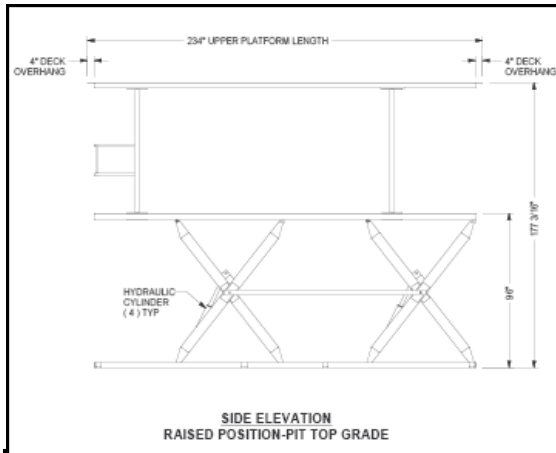 234" UPPER PLATFORM LENGTH
4" DECK
OVERHANG
4" DECK
OVERHANG
177 3/16"
96"
HYDRAULIC
CYLINDER
( 4 ) TYP
SIDE ELEVATION
RAISED POSITION-PIT TOP GRADE